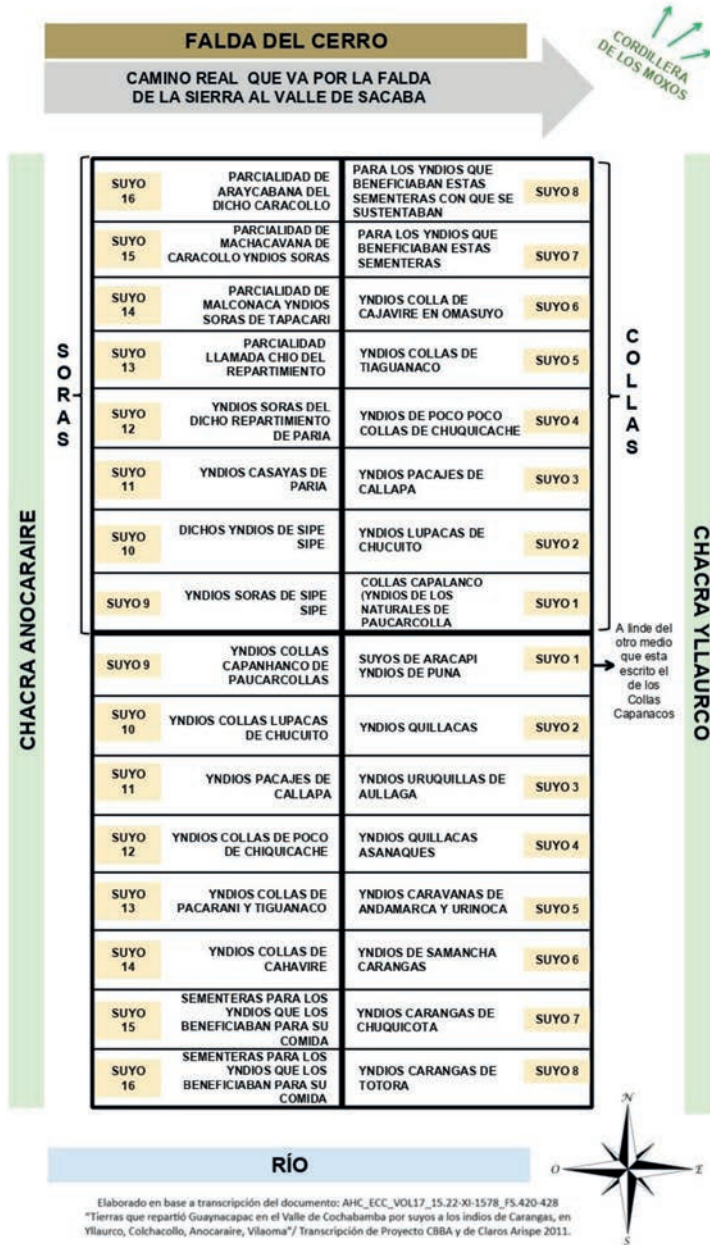 FALDA DEL CERRO
CAMINO REAL QUE VA POR LA FALDA
DE LA SIERRA AL VALLE DE SACABA
CORDILLERA
DE LOS MOXOS
CHACRA ANOCARAIRE
SORAS
SUYO
16
PARCIALIDAD DE
ARAYCABANA DEL
DICHO CARACOLLO
PARA LOS YNDIOS QUE
BENEFICIABAN ESTAS
SEMENTERAS CON QUE SE
SUSTENTABAN
SUYO 8
SUYO
15
PARCIALIDAD DE
MACHACAVANA DE
CARACOLLO YNDIOS SORAS
PARA LOS YNDIOS QUE
BENEFICIABAN ESTAS
SEMENTERAS
SUYO 7
SUYO
14
PARCIALIDAD DE
MALCONACA YNDIOS
SORAS DE TAPACARI
YNDIOS COLLA DE
CAJAVIRE EN OMASUYO
SUYO 6
SUYO
13
PARCIALIDAD
LLAMADA CHIO DEL
REPARTIMIENTO
YNDIOS COLLAS DE
TIAGUANACO
SUYO 5
SUYO
12
YNDIOS SORAS DEL
DICHO REPARTIMIENTO
DE PARIA
YNDIOS DE POCO POCO
COLLAS DE CHUQUICACHE
SUYO 4
SUYO
11
YNDIOS CASAYAS DE
PARIA
YNDIOS PACAJES DE
CALLAPA
SUYO 3
SUYO
10
DICHOS YNDIOS DE SIPE
SIPE
YNDIOS LUPACAS DE
CHUCUITO
SUYO 2
SUYO 9
YNDIOS SORAS DE SIPE
SIPE
COLLAS CAPALANCO
(YNDIOS DE LOS
NATURALES DE
PAUCARCOLLA
SUYO 1
COLLAS
CHACRA YLLAURCO
SUYO 9
YNDIOS COLLAS
CAPANHANCO DE
PAUCARCOLLAS
SUYOS DE ARACAPI
YNDIOS DE PUNA
SUYO 1
A linde del
otro medio
que esta
escrito el
de los
Collas
Capanacos
SUYO
10
YNDIOS COLLAS LUPACAS
DE CHUCUITO
YNDIOS QUILLACAS
SUYO 2
SUYO
11
YNDIOS PACAJES DE
CALLAPA
YNDIOS URUQUILLAS DE
AULLAGA
SUYO 3
SUYO
12
YNDIOS COLLAS DE POCO
DE CHIQUICACHE
YNDIOS QUILLACAS
ASANAQUES
SUYO 4
SUYO
13
YNDIOS COLLAS DE
PACARANI Y TIGUANACO
YNDIOS CARAVANAS DE
ANDAMARCA Y URINOCA
SUYO 5
SUYO
14
YNDIOS COLLAS DE
CAHAVIRE
YNDIOS DE SAMANCHA
CARANGAS
SUYO 6
SUYO
15
SEMENTERAS PARA LOS
YNDIOS QUE LOS
BENEFICIABAN PARA SU
COMIDA
YNDIOS CARANGAS DE
CHUQUICOTA
SUYO 7
SUYO
16
SEMENTERAS PARA LOS
YNDIOS QUE LOS
BENEFICIABAN PARA SU
COMIDA
YNDIOS CARANGAS DE
TOTORA
SUYO 8
RÍO
N
O
E
S
Elaborado en base a transcripción del documento: AHC_ECC_VOL17_15.22-XI-1578_FS.420-428
"Tierras que repartió Guaynacapac en el Valle de Cochabamba por suyos a los indios de Carangas, en
Yllaurco, Colchacollo, Anocaraire, Vilaoma"/ Transcripción de Proyecto CBBA y de Claros Arispe 2011.